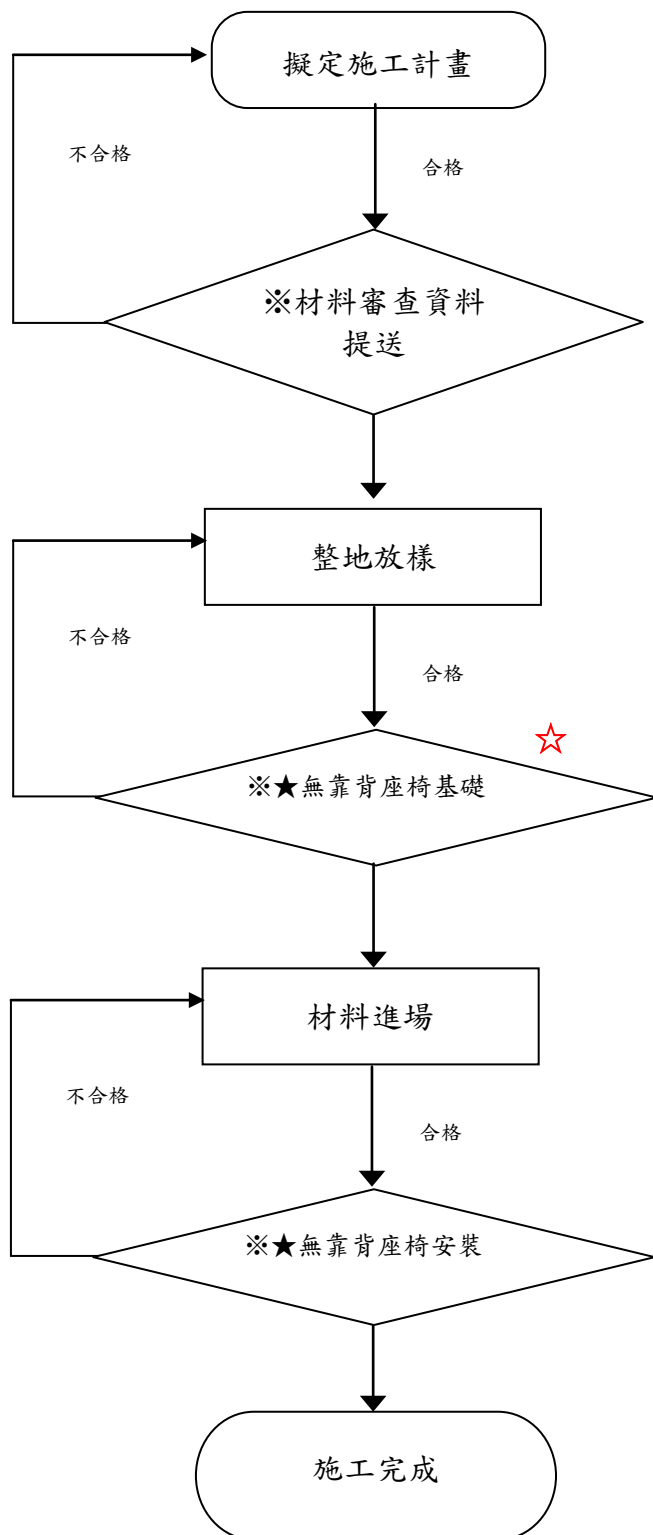 擬定施工計畫
不合格
合格
※材料審查資料
提送
整地放樣
不合格
合格
☆
※★無靠背座椅基礎
材料進場
不合格
合格
※★無靠背座椅安裝
施工完成